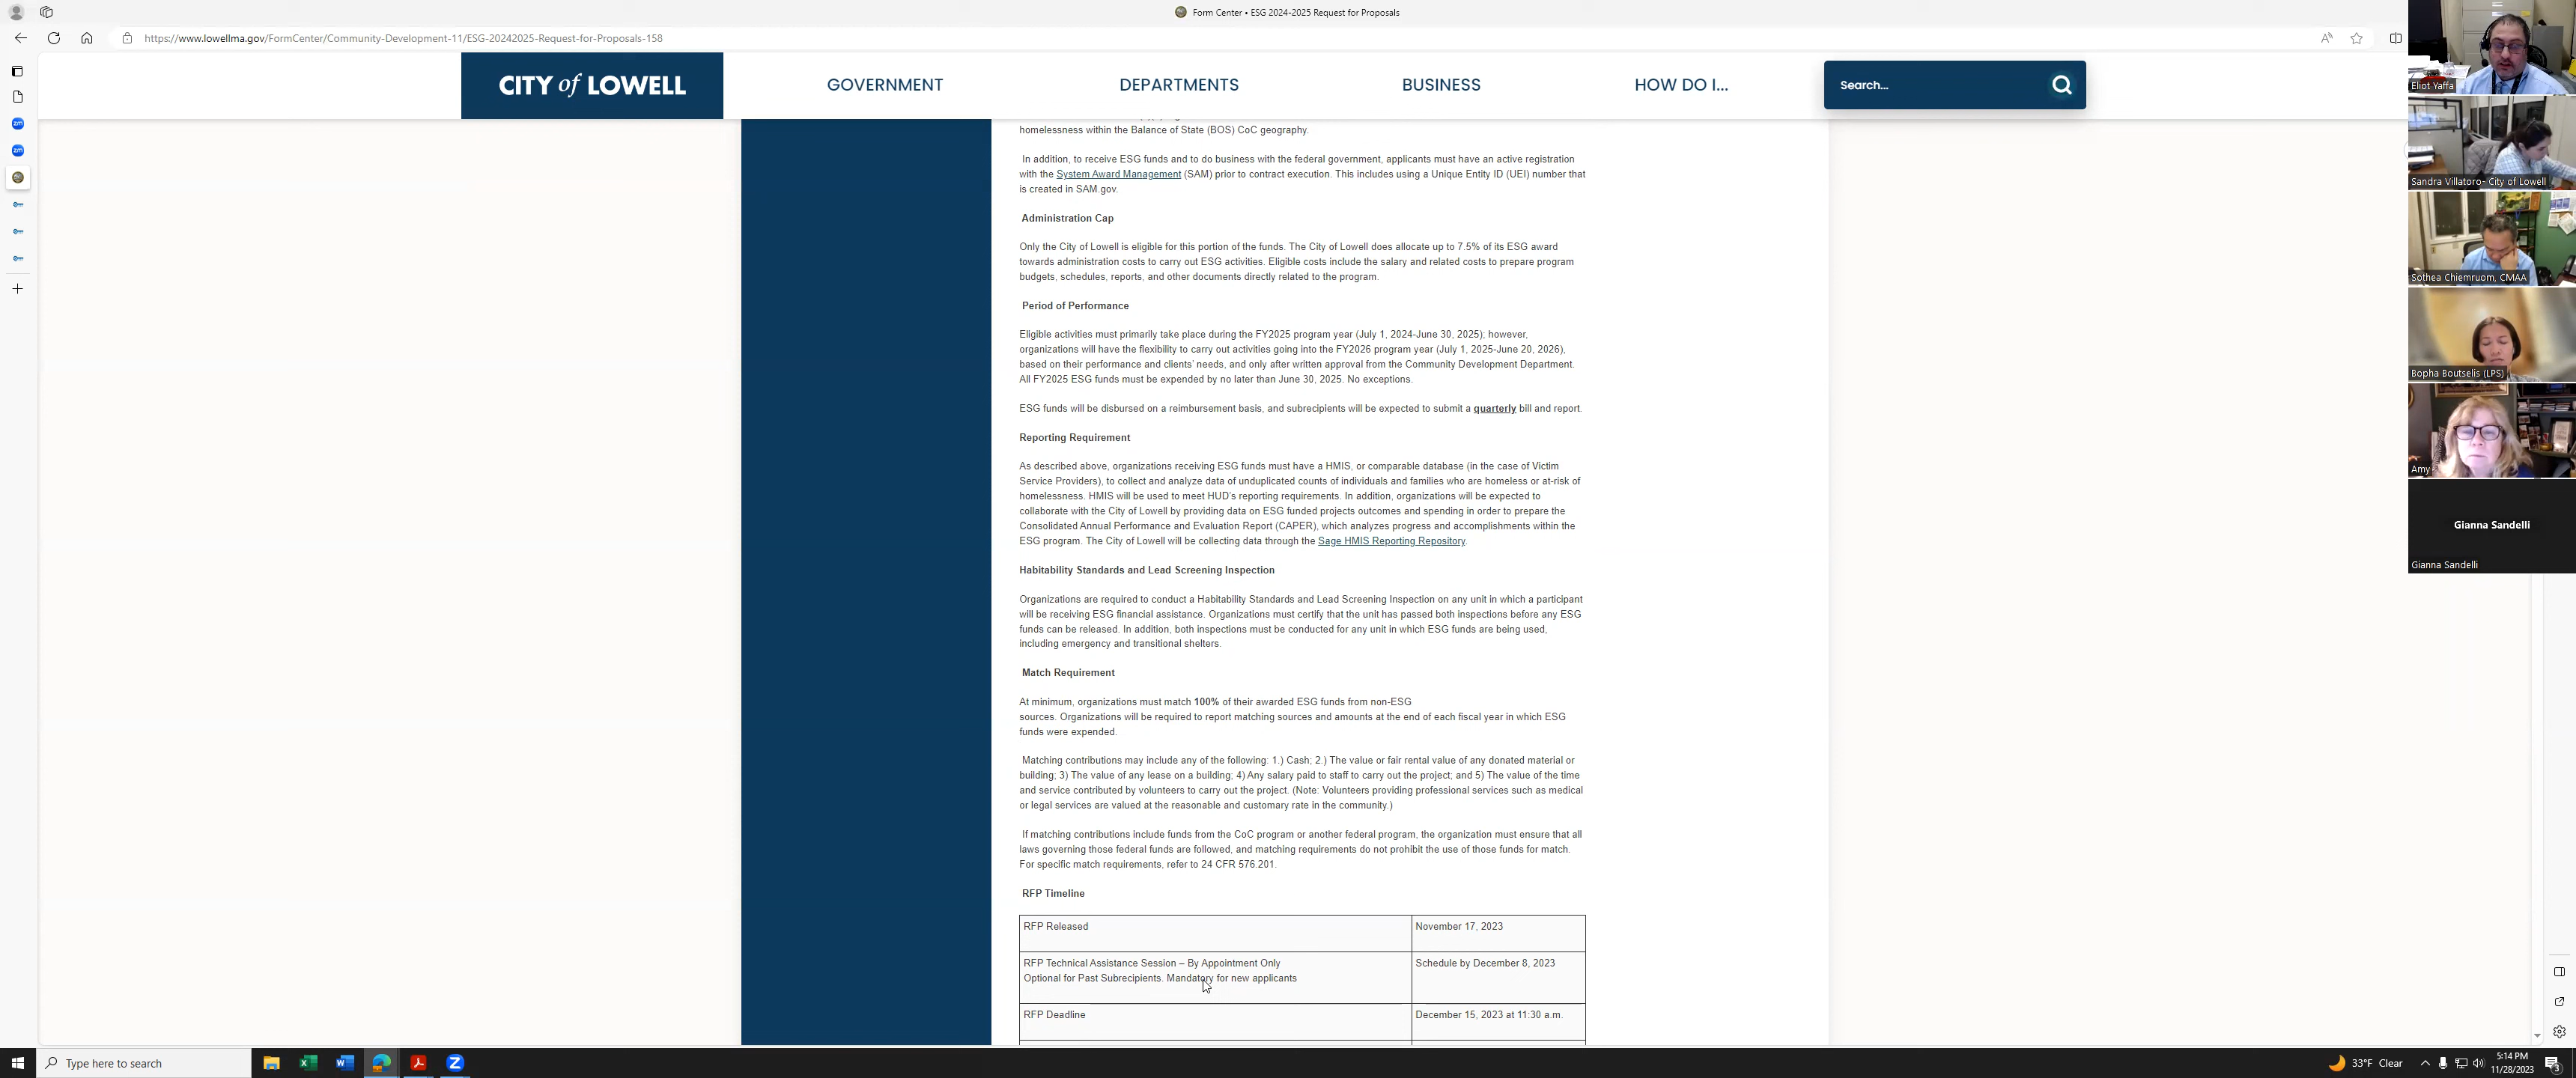 Form Center • ESG 2024-2025 Request for Proposals
https://www.lowellma.gov/FormCenter/Community-Development-11/ESG-20242025-Request-for-Proposals-158
CITY of LOWELL
GOVERNMENT
DEPARTMENTS
BUSINESS
HOW DO I...
Search...
homelessness within the Balance of State (BOS) CoC geography.
In addition, to receive ESG funds and to do business with the federal government, applicants must have an active registration
with the System Award Management (SAM) prior to contract execution. This includes using a Unique Entity ID (UEI) number that
is created in SAM.gov.
Administration Cap
Only the City of Lowell is eligible for this portion of the funds. The City of Lowell does allocate up to 7.5% of its ESG award
towards administration costs to carry out ESG activities. Eligible costs include the salary and related costs to prepare program
budgets, schedules, reports, and other documents directly related to the program.
Period of Performance
Eligible activities must primarily take place during the FY2025 program year (July 1, 2024-June 30, 2025); however,
organizations will have the flexibility to carry out activities going into the FY2026 program year (July 1, 2025-June 20, 2026),
based on their performance and clients' needs, and only after written approval from the Community Development Department.
All FY2025 ESG funds must be expended by no later than June 30, 2025. No exceptions.
ESG funds will be disbursed on a reimbursement basis, and subrecipients will be expected to submit a quarterly bill and report.
Reporting Requirement
As described above, organizations receiving ESG funds must have a HMIS, or comparable database (in the case of Victim
Service Providers), to collect and analyze data of unduplicated counts of individuals and families who are homeless or at-risk of
homelessness. HMIS will be used to meet HUD's reporting requirements. In addition, organizations will be expected to
collaborate with the City of Lowell by providing data on ESG funded projects outcomes and spending in order to prepare the
Consolidated Annual Performance and Evaluation Report (CAPER), which analyzes progress and accomplishments within the
ESG program. The City of Lowell will be collecting data through the Sage HMIS Reporting Repository.
Habitability Standards and Lead Screening Inspection
Organizations are required to conduct a Habitability Standards and Lead Screening Inspection on any unit in which a participant
will be receiving ESG financial assistance. Organizations must certify that the unit has passed both inspections before any ESG
funds can be released. In addition, both inspections must be conducted for any unit in which ESG funds are being used,
including emergency and transitional shelters.
Match Requirement
At minimum, organizations must match 100% of their awarded ESG funds from non-ESG
sources. Organizations will be required to report matching sources and amounts at the end of each fiscal year in which ESG
funds were expended.
Matching contributions may include any of the following: 1.) Cash; 2.) The value or fair rental value of any donated material or
building; 3) The value of any lease on a building; 4) Any salary paid to staff to carry out the project; and 5) The value of the time
and service contributed by volunteers to carry out the project. (Note: Volunteers providing professional services such as medical
or legal services are valued at the reasonable and customary rate in the community.)
If matching contributions include funds from the CoC program or another federal program, the organization must ensure that all
laws governing those federal funds are followed, and matching requirements do not prohibit the use of those funds for match.
For specific match requirements, refer to 24 CFR 576.201.
RFP Timeline
RFP Released
November 17, 2023
RFP Technical Assistance Session – By Appointment Only
Optional for Past Subrecipients. Mandatory for new applicants
Schedule by December 8, 2023
RFP Deadline
December 15, 2023 at 11:30 a.m.
Eliot Yaffa
Sandra Villatoro- City of Lowell
Sothea Chiemruom, CMAA
Bopha Boutselis (LPS)
Amy
Gianna Sandelli
Gianna Sandelli
zm
zm
Type here to search
33°F Clear
5:14 PM
11/28/2023
3